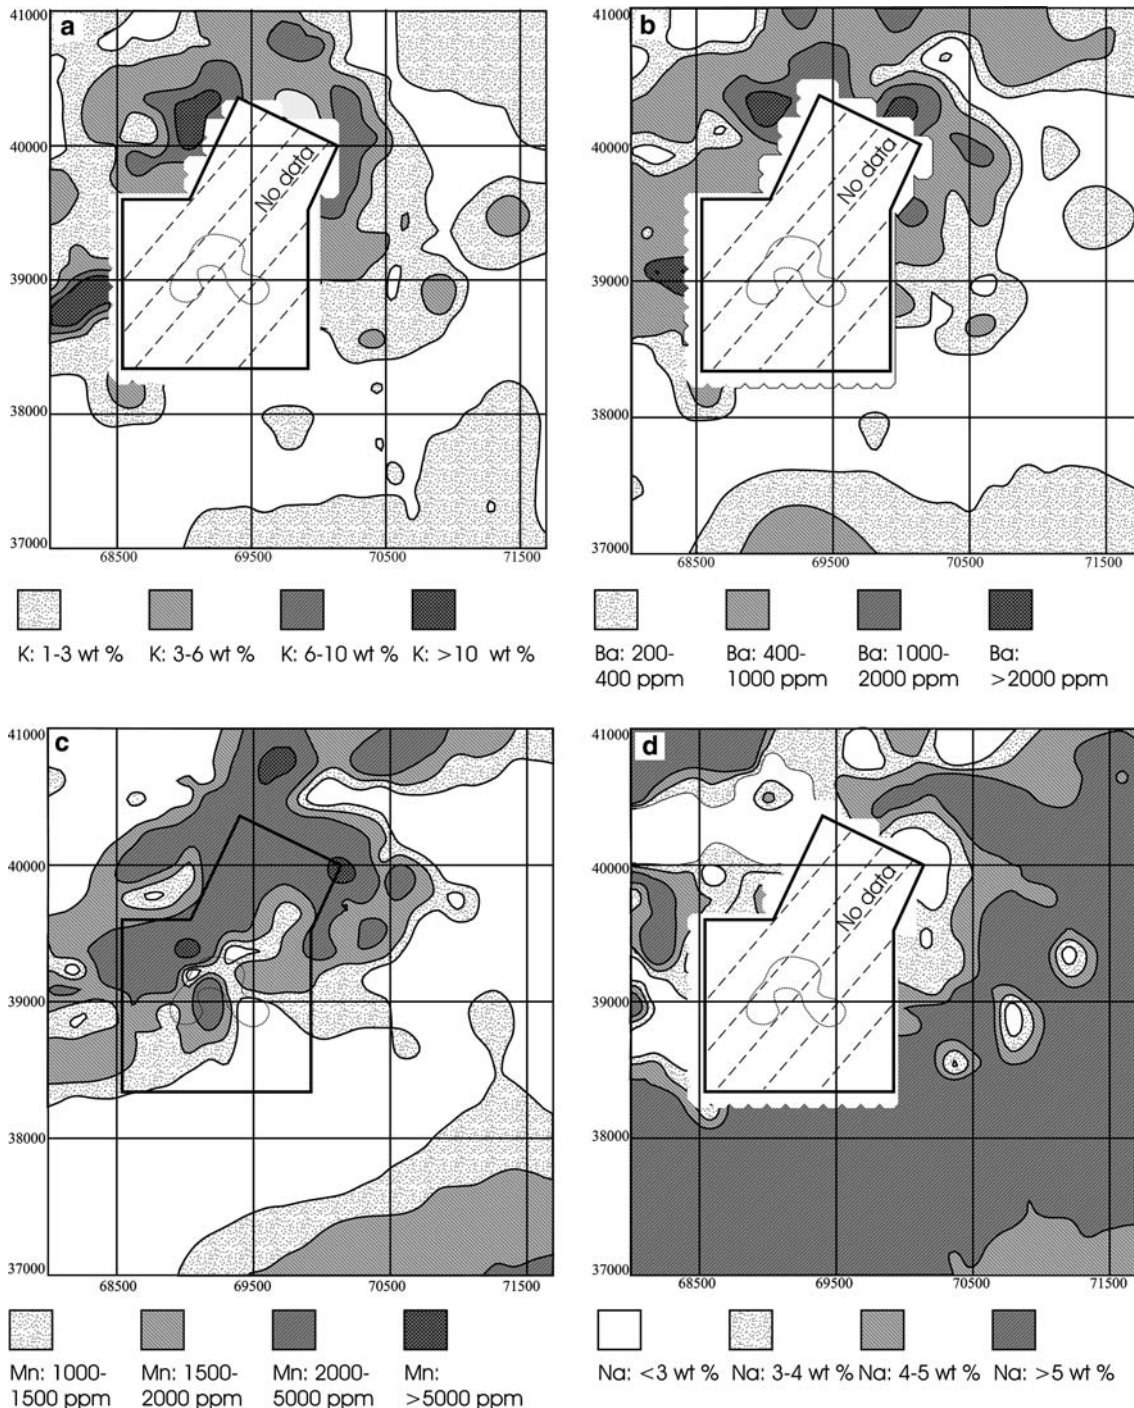 a
41000
40000
39000
38000
37000
68500 69500 70500 71500
No data
K: 1-3 wt % K: 3-6 wt % K: 6-10 wt % K: >10 wt %
b
41000
40000
39000
38000
37000
68500 69500 70500 71500
No data
Ba: 200- Ba: 400- Ba: 1000- Ba:
400 ppm 1000 ppm 2000 ppm >2000 ppm
c
41000
40000
39000
38000
37000
68500 69500 70500 71500
Mn: 1000- Mn: 1500- Mn: 2000- Mn:
1500 ppm 2000 ppm 5000 ppm >5000 ppm
d
41000
40000
39000
38000
37000
68500 69500 70500 71500
No data
Na: <3 wt % Na: 3-4 wt % Na: 4-5 wt % Na: >5 wt %